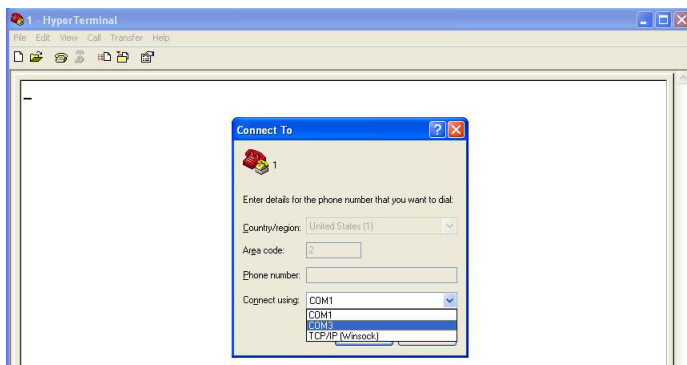 1 - HyperTerminal
File Edit View Call Transfer Help
Connect To
1
Enter details for the phone number that you want to dial:
Country/region: United States (1)
Area code: 2
Phone number:
Connect using: COM1
COM1
COM3
TCP/IP (Winsock)